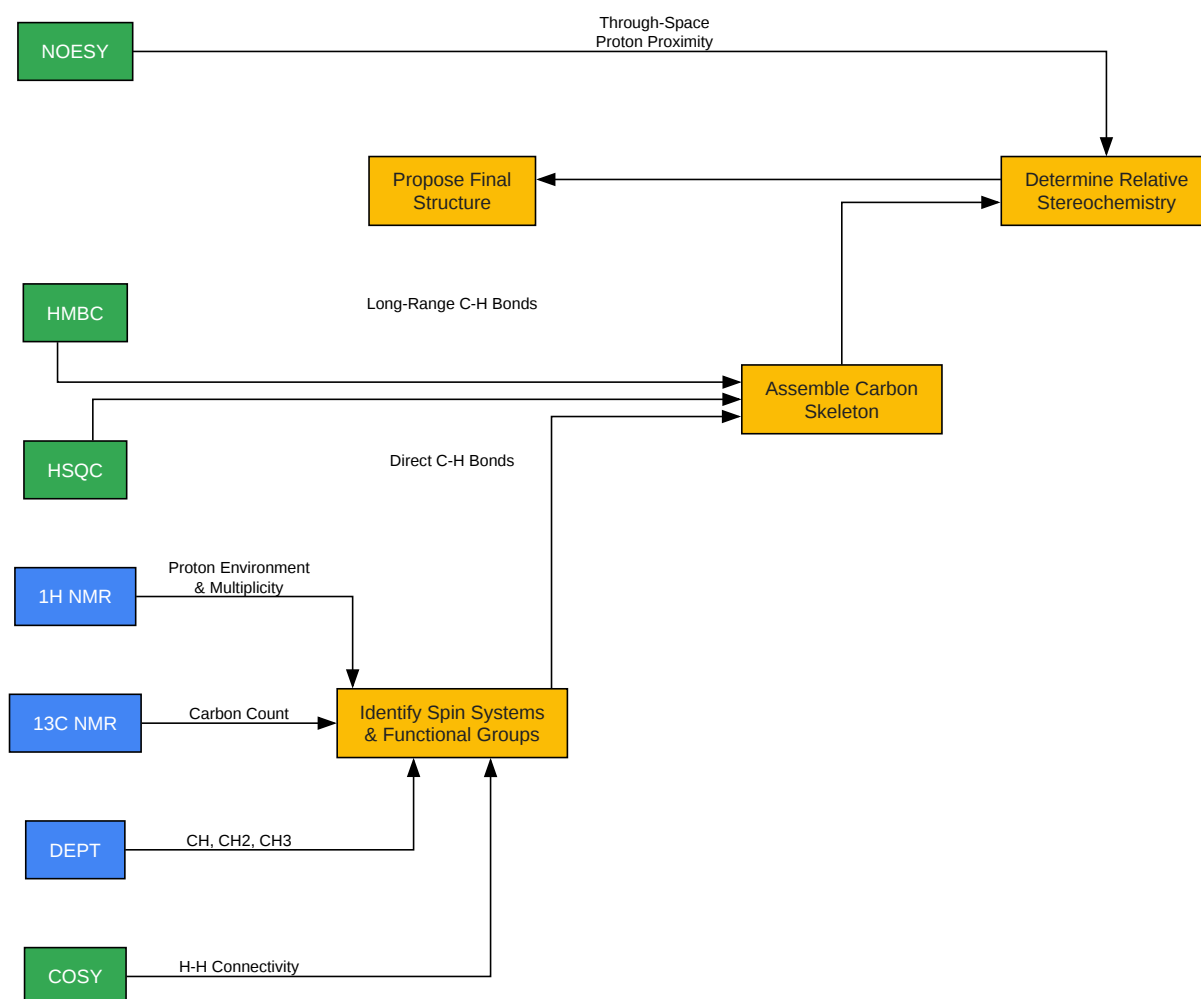 Through-Space
Proton Proximity
NOESY
Propose Final
Structure
Determine Relative
Stereochemistry
HMBC
Long-Range C-H Bonds
Assemble Carbon
Skeleton
HSQC
Direct C-H Bonds
1H NMR
Proton Environment
& Multiplicity
13C NMR
Carbon Count
Identify Spin Systems
& Functional Groups
DEPT
CH, CH2, CH3
COSY
H-H Connectivity